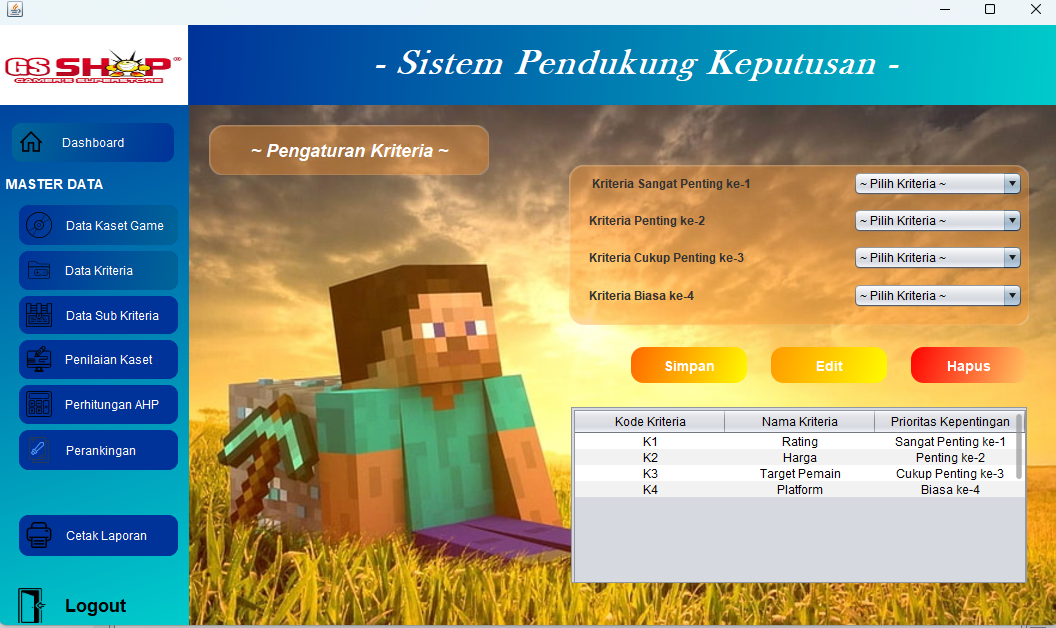 GS SHOP
GAMER'S SUPERSTORE
- Sistem Pendukung Keputusan -
Dashboard
MASTER DATA
Data Kaset Game
Data Kriteria
Data Sub Kriteria
Penilaian Kaset
Perhitungan AHP
Perankingan
Cetak Laporan
Logout
~ Pengaturan Kriteria ~
Kriteria Sangat Penting ke-1 ~ Pilih Kriteria ~
Kriteria Penting ke-2 ~ Pilih Kriteria ~
Kriteria Cukup Penting ke-3 ~ Pilih Kriteria ~
Kriteria Biasa ke-4 ~ Pilih Kriteria ~
Simpan Edit Hapus
Kode Kriteria Nama Kriteria Prioritas Kepentingan
K1 Rating Sangat Penting ke-1
K2 Harga Penting ke-2
K3 Target Pemain Cukup Penting ke-3
K4 Platform Biasa ke-4